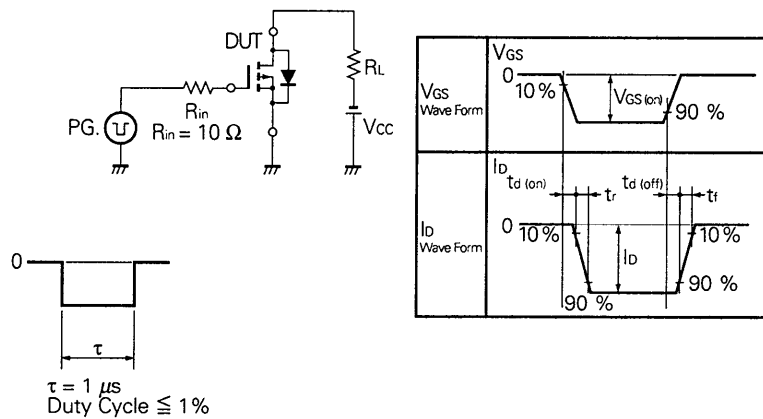 DUT
RL
Rin
Rin = 10 Ω
PG.
VCC
0
τ
τ = 1 μs
Duty Cycle ≦ 1%
VGS
Wave Form
VGS
0
10 %
VGS (on)
90 %
ID
Wave Form
ID
td (on)
tr
td (off)
tf
0
10 %
ID
10 %
90 %
90 %